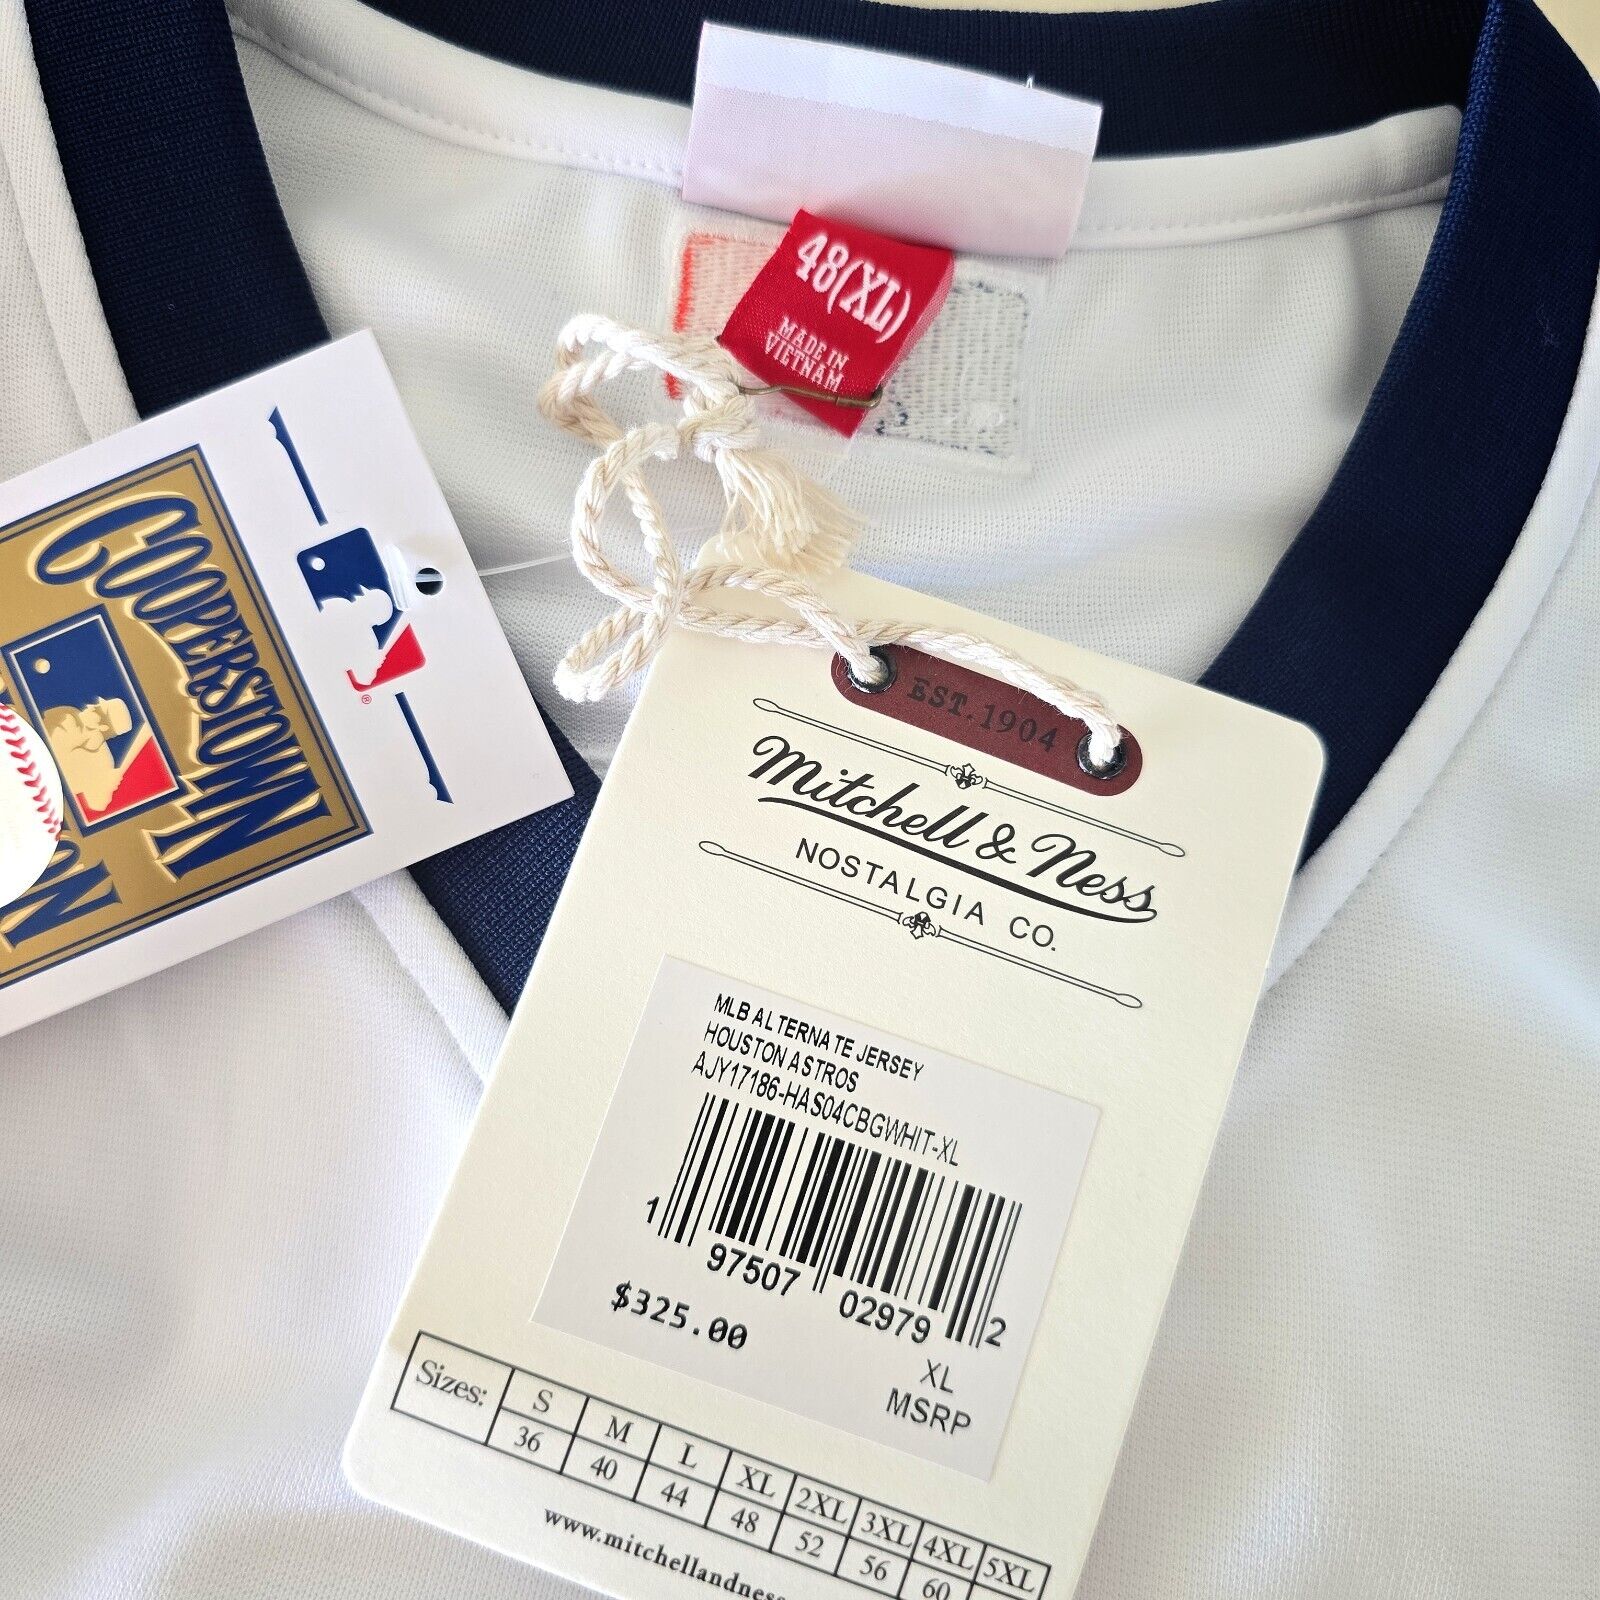 48(XL)
MADE IN
VIETNAM
COOPERSTOWN
®
EST. 1904
Mitchell & Ness
NOSTALGIA CO.
MLB ALTERNATE JERSEY
HOUSTON ASTROS
AJY17186-HAS04CBGWHIT-XL
1 97507 02979 2
$325.00
XL
MSRP
Sizes: S M L XL 2XL 3XL 4XL 5XL
36 40 44 48 52 56 60